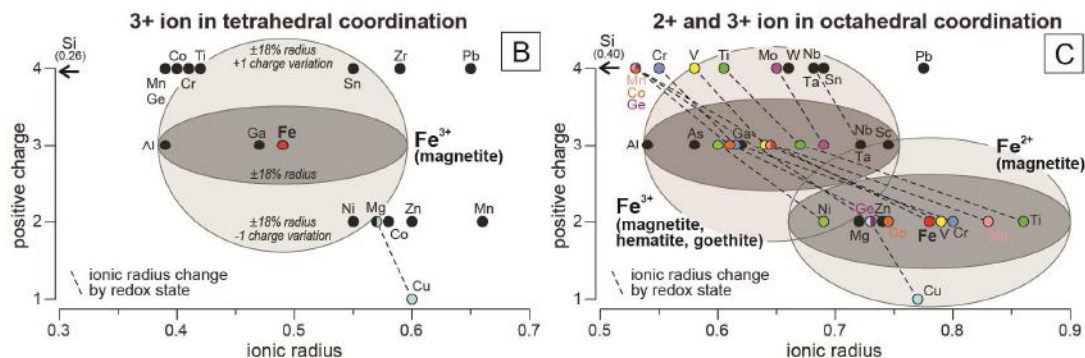 3+ ion in tetrahedral coordination
B
Si
(0.26)
4
Co
Ti
Mn
Cr
Ge
±18% radius
+1 charge variation
Zr
Pb
Sn
3
Al
Ga
Fe
Fe3+
(magnetite)
±18% radius
2
Ni
Mg
Zn
Mn
Co
±18% radius
-1 charge variation
Cu
1
positive charge
ionic radius change
by redox state
0.3
0.4
0.5
0.6
0.7
ionic radius
2+ and 3+ ion in octahedral coordination
C
Si
(0.40)
4
Cr
V
Ti
Mo
W
Nb
Ta
Sn
Pb
Mn
Co
Ge
3
Al
As
Ga
Nb
Ta
Sc
Fe2+
(magnetite)
Fe3+
(magnetite,
hematite, goethite)
2
Ni
Ge
Zn
Mg
Co
Fe
V
Cr
Mn
Ti
Cu
1
positive charge
ionic radius change
by redox state
0.5
0.6
0.7
0.8
0.9
ionic radius